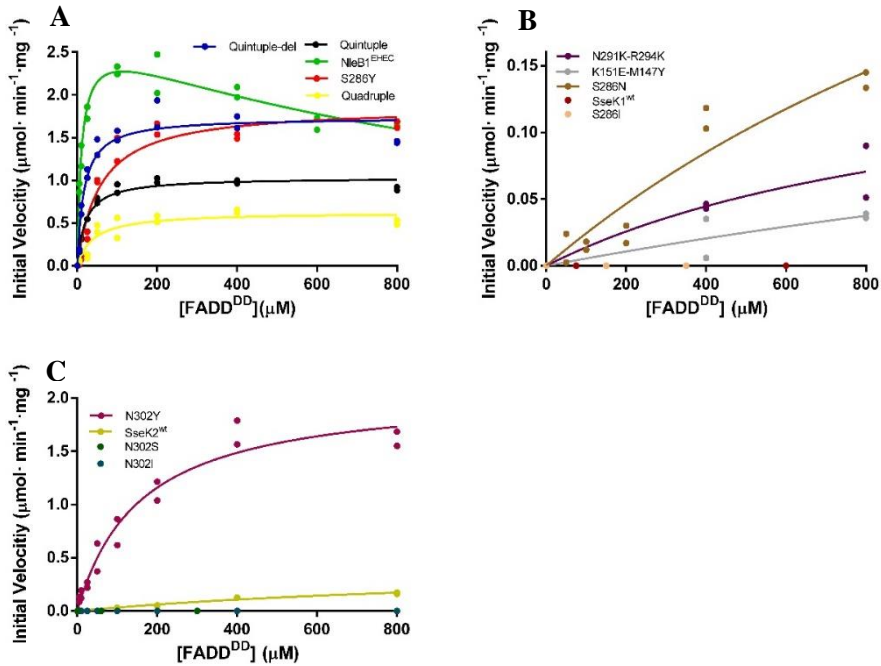 A
Initial Velocitiy (μmol· min⁻¹·mg⁻¹)
2.5
2.0
1.5
1.0
0.5
0.0
Quintuple-del
Quintuple
NleB1ᴱᴴᴱᶜ
S286Y
Quadruple
0 200 400 600 800
[FADDᴰᴰ](μM)
B
Initial Velocitiy (μmol· min⁻¹·mg⁻¹)
0.15
0.10
0.05
0.00
N291K-R294K
K151E-M147Y
S286N
SseK1ʷᵗ
S286I
0 200 400 600 800
[FADDᴰᴰ] (μM)
C
Initial Velocitiy (μmol· min⁻¹·mg⁻¹)
2.0
1.5
1.0
0.5
0.0
N302Y
SseK2ʷᵗ
N302S
N302I
0 200 400 600 800
[FADDᴰᴰ] (μM)